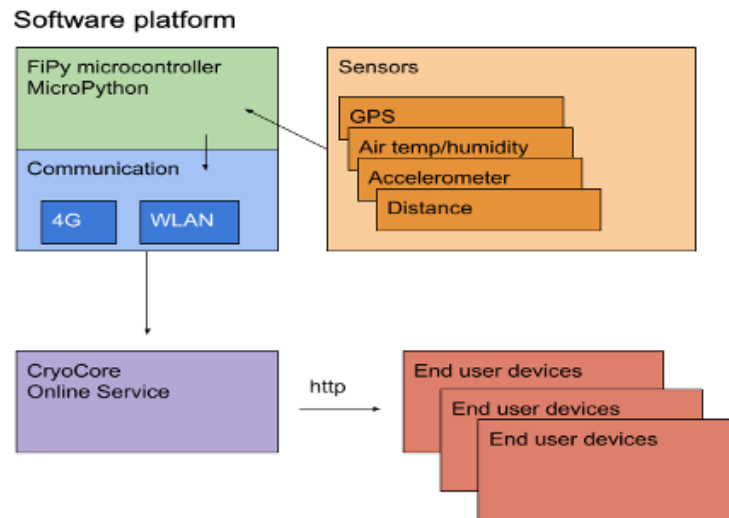 Software platform
FiPy microcontroller
MicroPython
Sensors
GPS
Air temp/humidity
Accelerometer
Distance
Communication
4G
WLAN
CryoCore
Online Service
http
End user devices
End user devices
End user devices